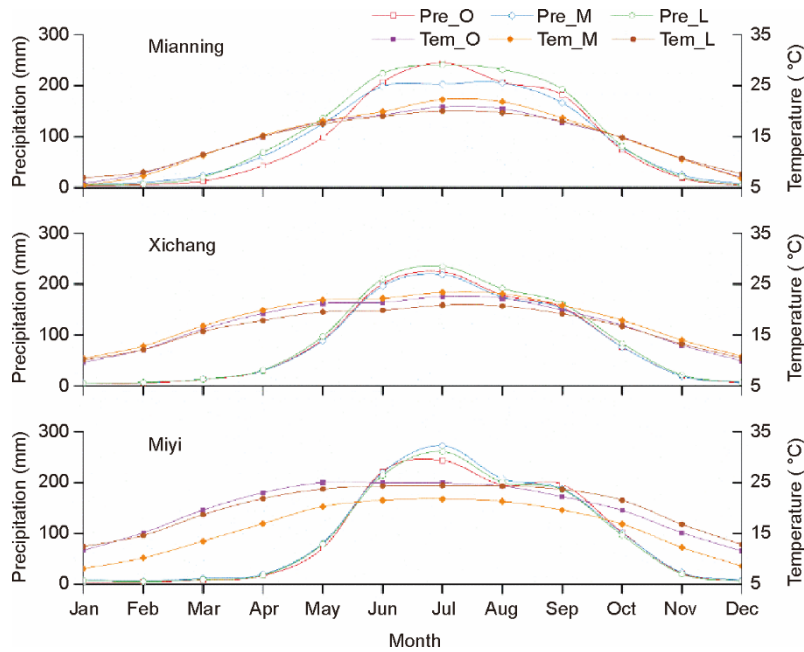 Pre_O Pre_M Pre_L
Tem_O Tem_M Tem_L
Mianning
Precipitation (mm)
300
200
100
0
35
25
15
5
Temperature ( °C)
Xichang
Precipitation (mm)
300
200
100
0
35
25
15
5
Temperature ( °C)
Miyi
Precipitation (mm)
300
200
100
0
35
25
15
5
Temperature ( °C)
Jan Feb Mar Apr May Jun Jul Aug Sep Oct Nov Dec
Month